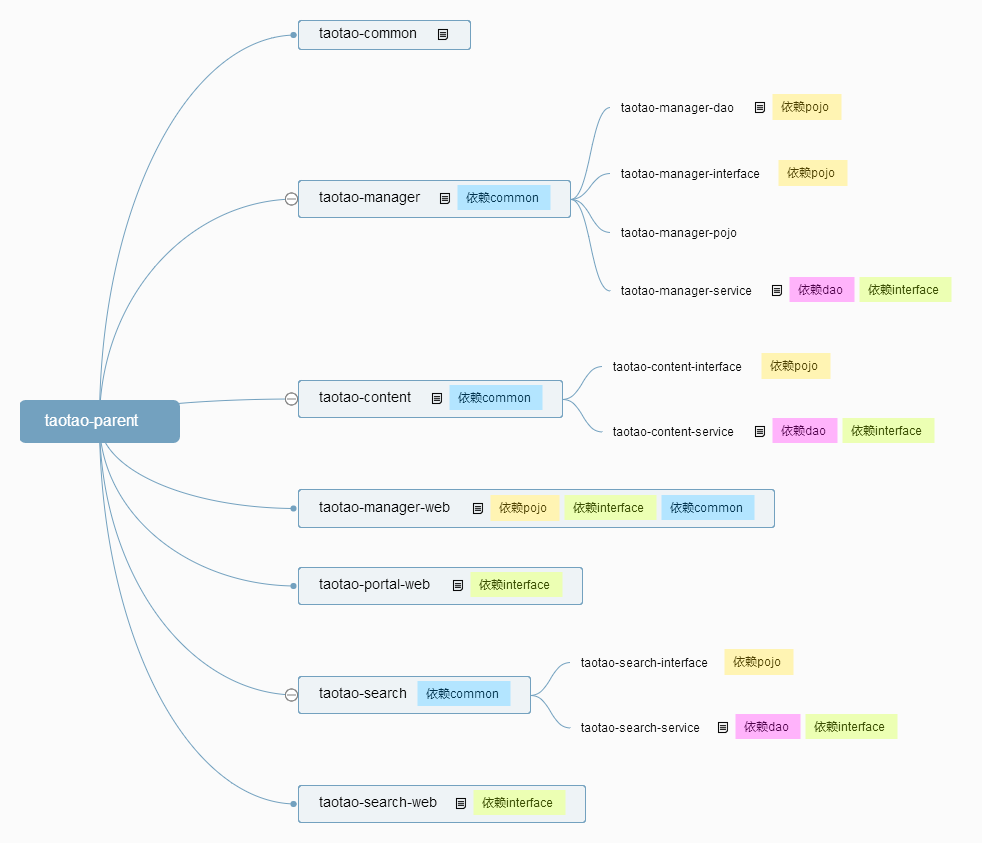 taotao-common
taotao-manager-dao 依赖pojo
taotao-manager-interface 依赖pojo
taotao-manager 依赖common
taotao-manager-pojo
taotao-manager-service 依赖dao 依赖interface
taotao-content-interface 依赖pojo
taotao-content 依赖common
taotao-parent
taotao-content-service 依赖dao 依赖interface
taotao-manager-web 依赖pojo 依赖interface 依赖common
taotao-portal-web 依赖interface
taotao-search-interface 依赖pojo
taotao-search 依赖common
taotao-search-service 依赖dao 依赖interface
taotao-search-web 依赖interface